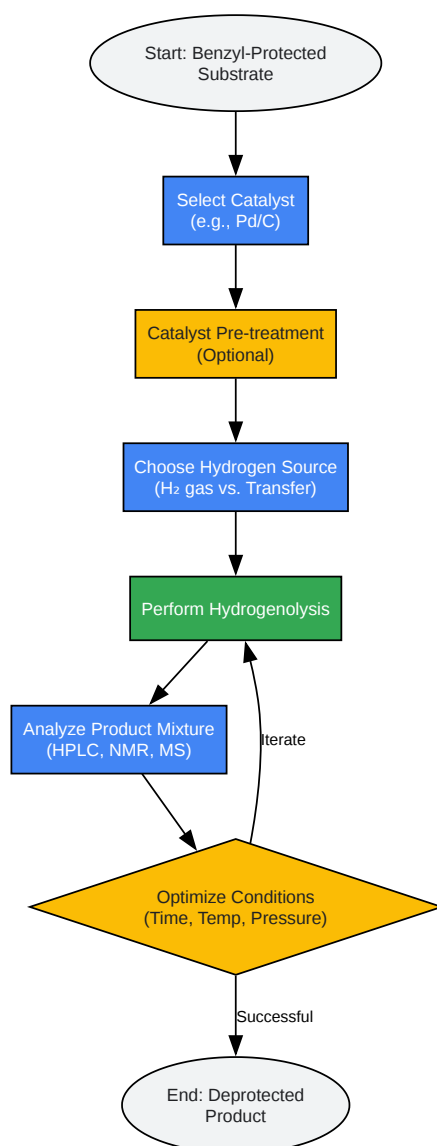 Start: Benzyl-Protected
Substrate
Select Catalyst
(e.g., Pd/C)
Catalyst Pre-treatment
(Optional)
Choose Hydrogen Source
(H₂ gas vs. Transfer)
Perform Hydrogenolysis
Analyze Product Mixture
(HPLC, NMR, MS)
Iterate
Optimize Conditions
(Time, Temp, Pressure)
Successful
End: Deprotected
Product